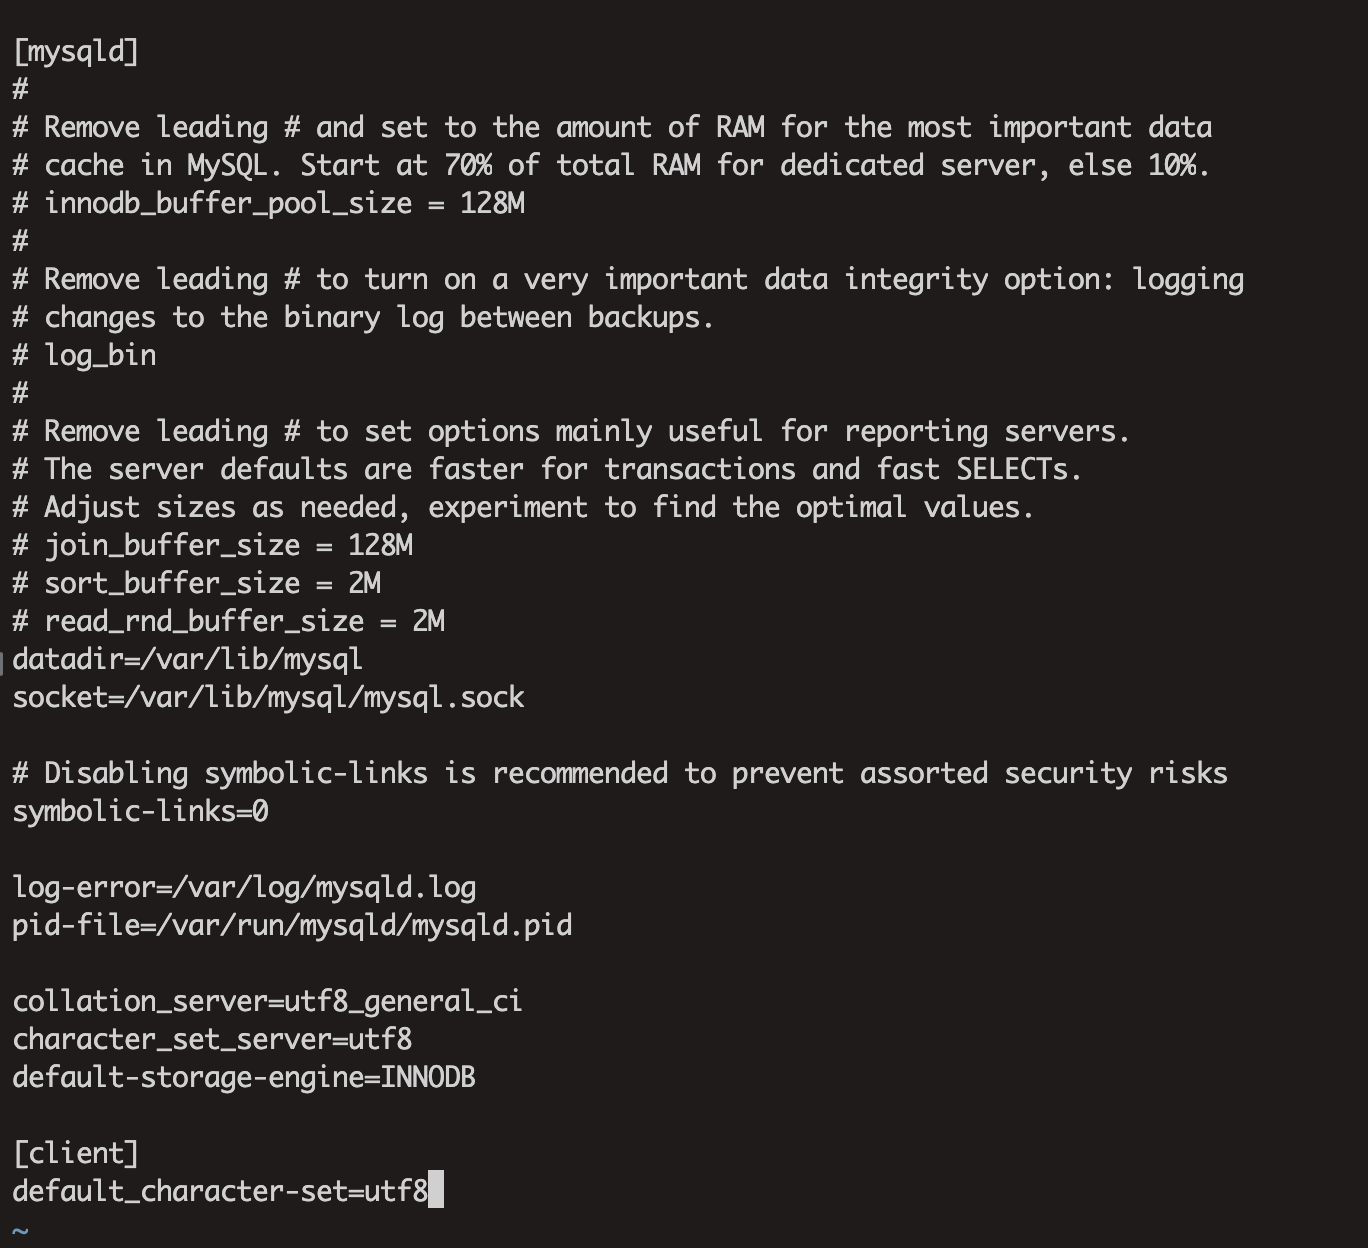 [mysqld]
#
# Remove leading # and set to the amount of RAM for the most important data
# cache in MySQL. Start at 70% of total RAM for dedicated server, else 10%.
# innodb_buffer_pool_size = 128M
#
# Remove leading # to turn on a very important data integrity option: logging
# changes to the binary log between backups.
# log_bin
#
# Remove leading # to set options mainly useful for reporting servers.
# The server defaults are faster for transactions and fast SELECTs.
# Adjust sizes as needed, experiment to find the optimal values.
# join_buffer_size = 128M
# sort_buffer_size = 2M
# read_rnd_buffer_size = 2M
datadir=/var/lib/mysql
socket=/var/lib/mysql/mysql.sock

# Disabling symbolic-links is recommended to prevent assorted security risks
symbolic-links=0

log-error=/var/log/mysqld.log
pid-file=/var/run/mysqld/mysqld.pid

collation_server=utf8_general_ci
character_set_server=utf8
default-storage-engine=INNODB

[client]
default_character-set=utf8
~